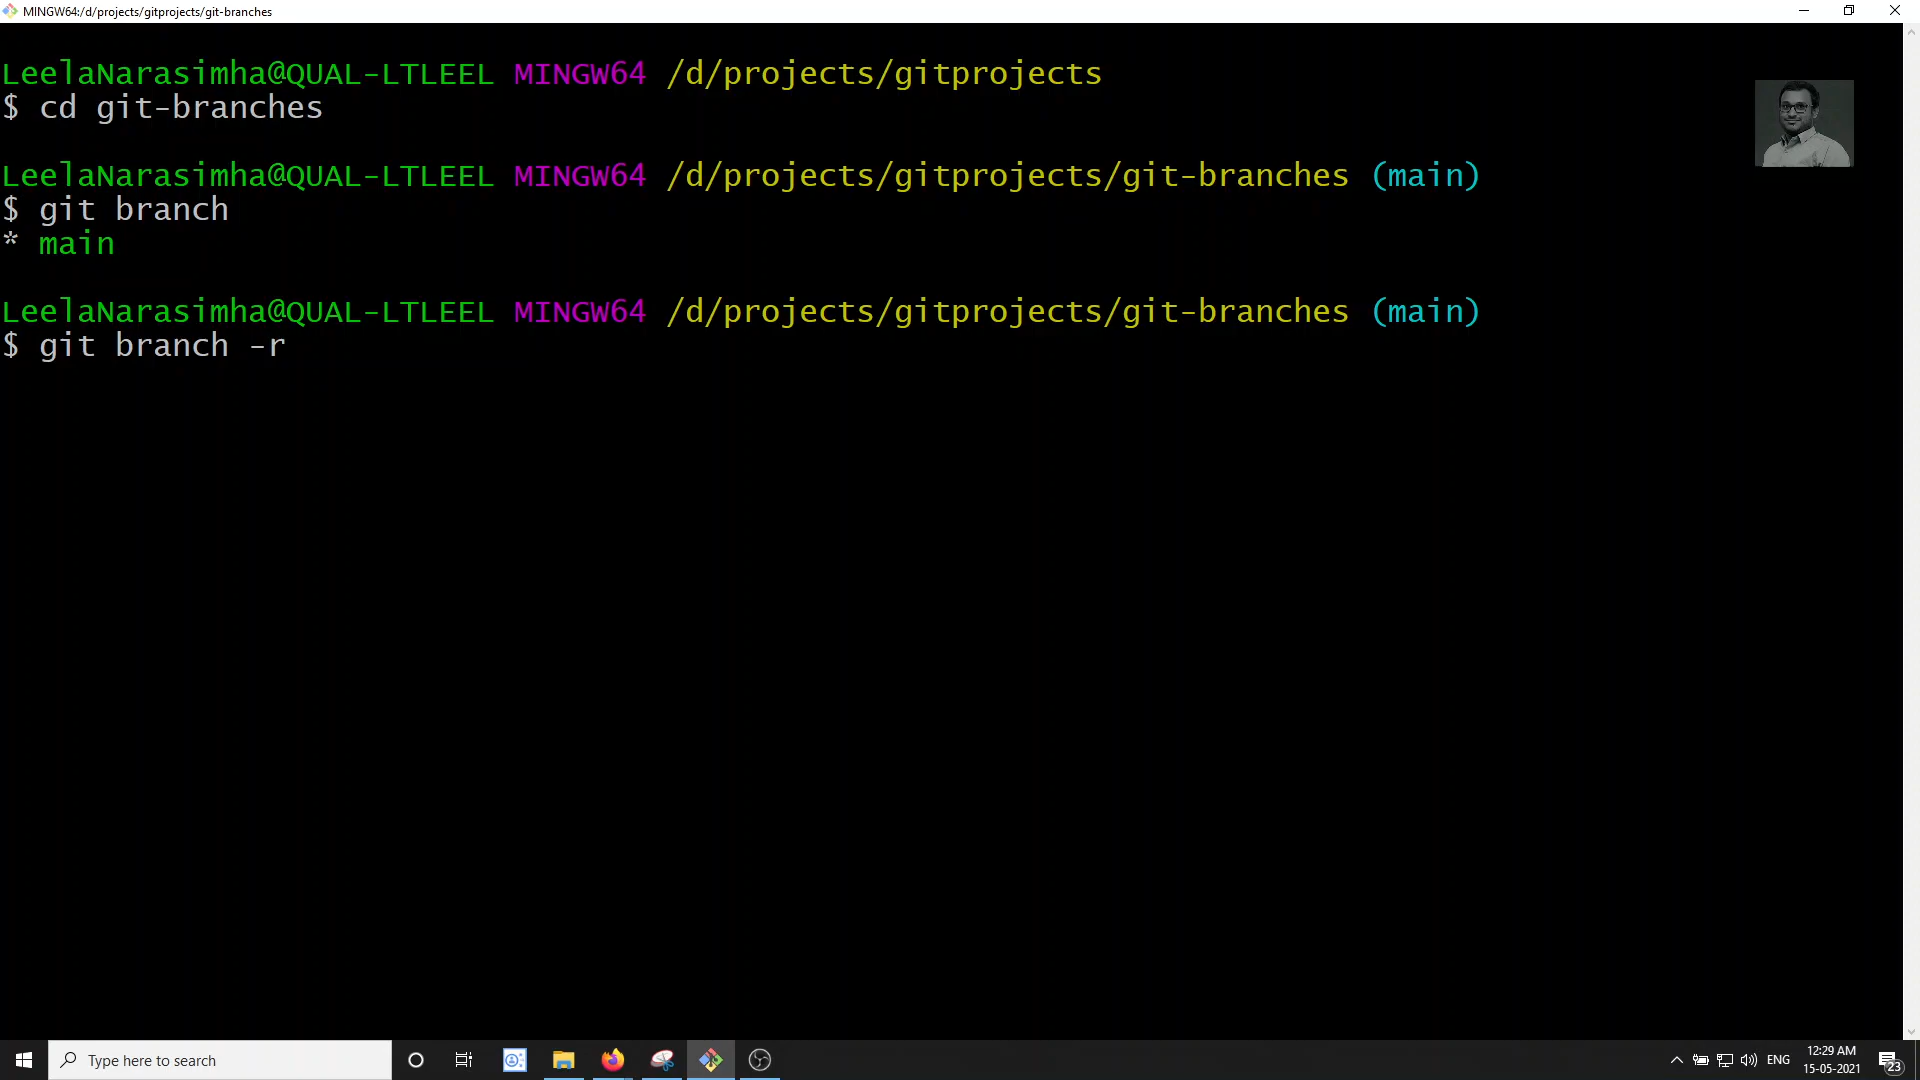 MINGW64:/d/projects/gitprojects/git-branches
LeelaNarasimha@QUAL-LTLEEL MINGW64 /d/projects/gitprojects
$ cd git-branches
LeelaNarasimha@QUAL-LTLEEL MINGW64 /d/projects/gitprojects/git-branches (main)
$ git branch
* main
LeelaNarasimha@QUAL-LTLEEL MINGW64 /d/projects/gitprojects/git-branches (main)
$ git branch -r
Type here to search
ENG
12:29 AM
15-05-2021
23